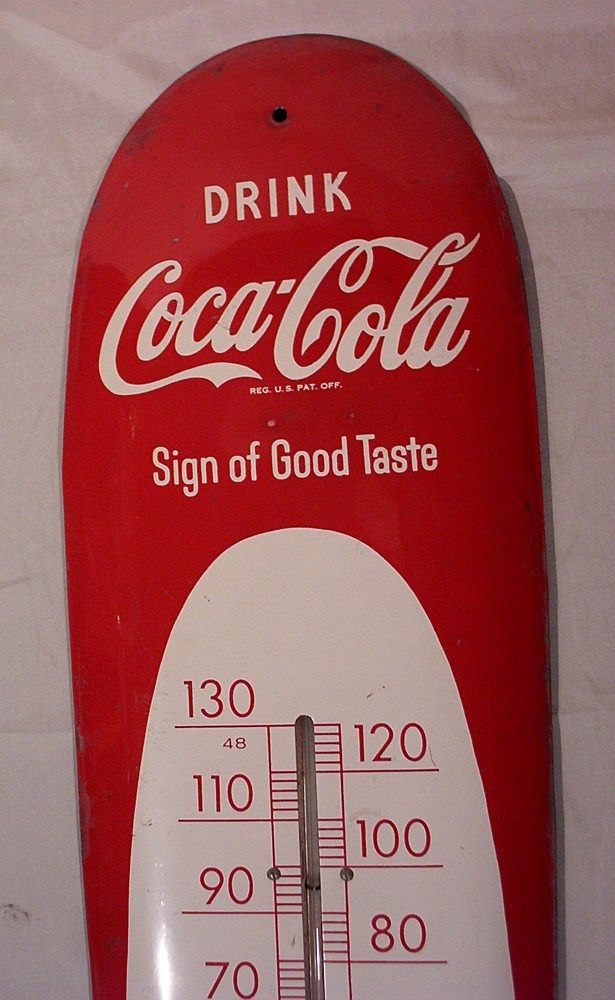 DRINK
Coca-Cola
REG. U.S. PAT. OFF.
Sign of Good Taste
130
48
120
110
100
90
80
70